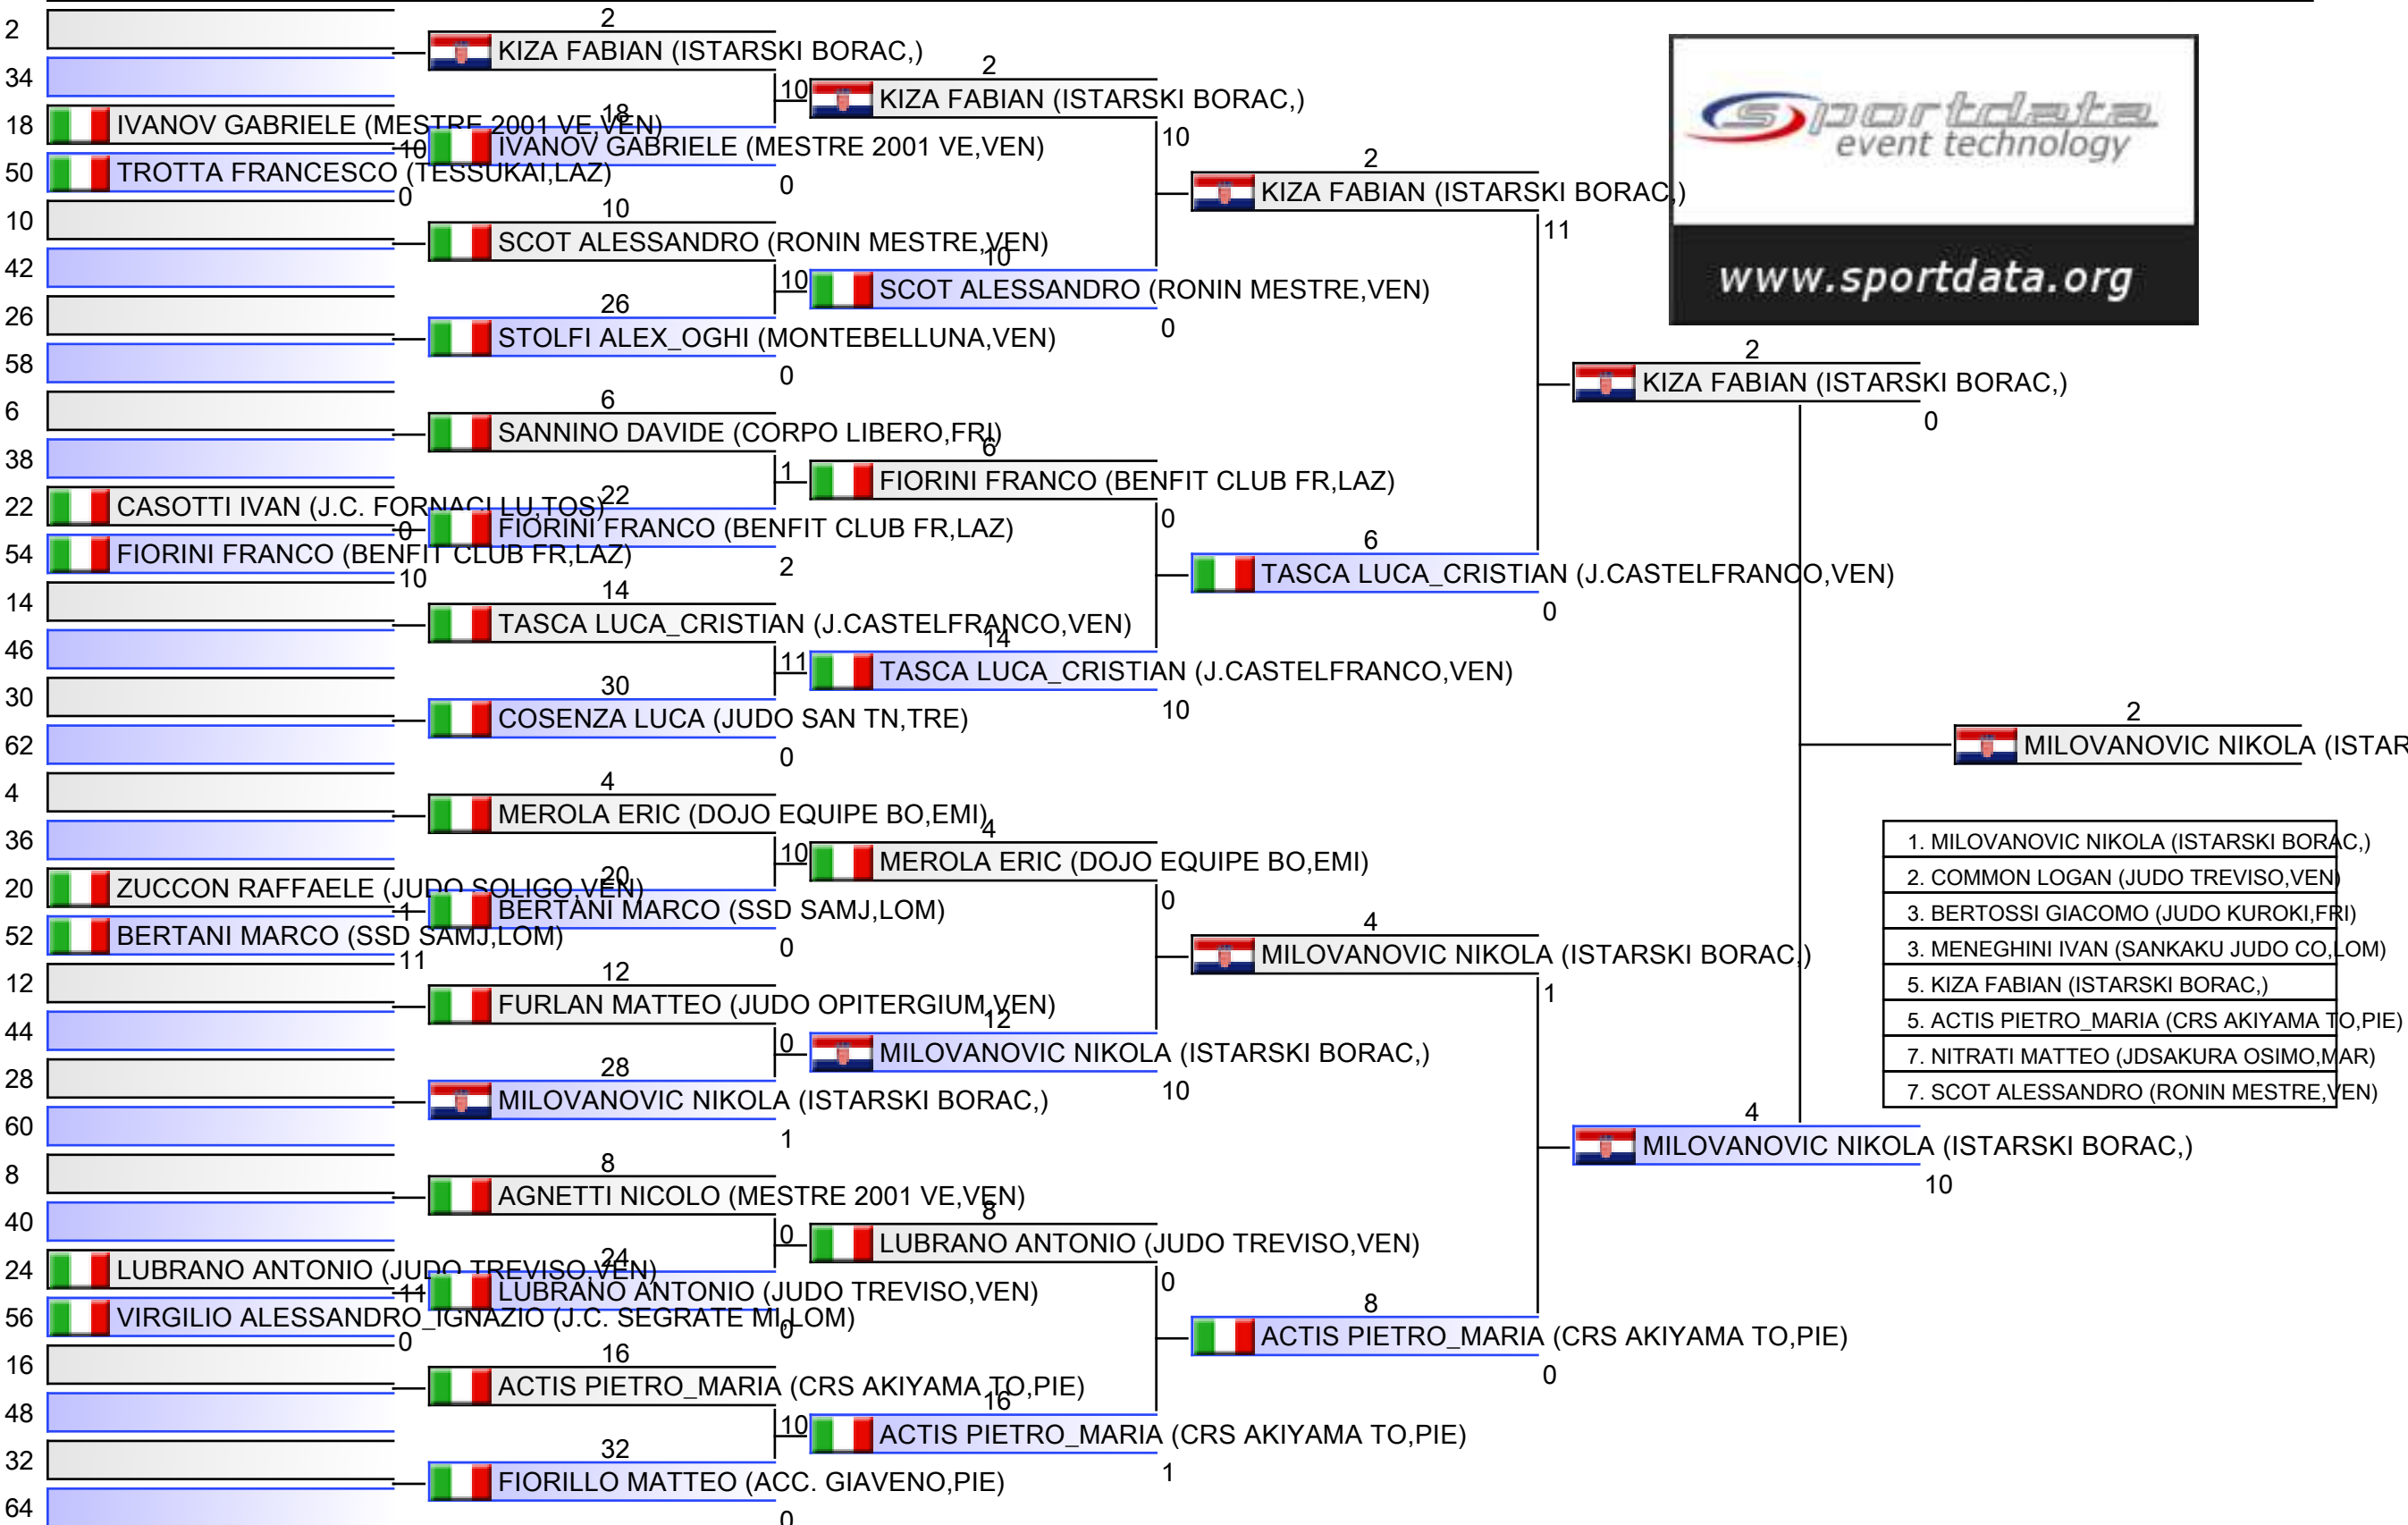 2
34
18 IVANOV GABRIELE (MESTRE 2001 VE,VEN)
10
50 TROTTA FRANCESCO (TESSUKAI,LAZ)
0
10
42
26
58
6
38
22 CASOTTI IVAN (J.C. FORNACI LU,TOS)
0
54 FIORINI FRANCO (BENFIT CLUB FR,LAZ)
10
14
46
30
62
4
36
20 ZUCCON RAFFAELE (JUDO SOLIGO,VEN)
1
52 BERTANI MARCO (SSD SAMJ,LOM)
11
12
44
28
60
8
40
24 LUBRANO ANTONIO (JUDO TREVISO,VEN)
11
56 VIRGILIO ALESSANDRO_IGNAZIO (J.C. SEGRATE MI,LOM)
0
16
48
32
64
2
KIZA FABIAN (ISTARSKI BORAC,)
10
18
IVANOV GABRIELE (MESTRE 2001 VE,VEN)
0
10
SCOT ALESSANDRO (RONIN MESTRE,VEN)
10
26
STOLFI ALEX_OGHI (MONTEBELLUNA,VEN)
0
6
SANNINO DAVIDE (CORPO LIBERO,FRI)
1
22
FIORINI FRANCO (BENFIT CLUB FR,LAZ)
2
14
TASCA LUCA_CRISTIAN (J.CASTELFRANCO,VEN)
11
30
COSENZA LUCA (JUDO SAN TN,TRE)
0
4
MEROLA ERIC (DOJO EQUIPE BO,EMI)
10
20
BERTANI MARCO (SSD SAMJ,LOM)
0
12
FURLAN MATTEO (JUDO OPITERGIUM,VEN)
0
28
MILOVANOVIC NIKOLA (ISTARSKI BORAC,)
1
8
AGNETTI NICOLO (MESTRE 2001 VE,VEN)
0
24
LUBRANO ANTONIO (JUDO TREVISO,VEN)
0
16
ACTIS PIETRO_MARIA (CRS AKIYAMA TO,PIE)
10
32
FIORILLO MATTEO (ACC. GIAVENO,PIE)
0
2
KIZA FABIAN (ISTARSKI BORAC,)
10
10
SCOT ALESSANDRO (RONIN MESTRE,VEN)
0
6
FIORINI FRANCO (BENFIT CLUB FR,LAZ)
0
14
TASCA LUCA_CRISTIAN (J.CASTELFRANCO,VEN)
10
4
MEROLA ERIC (DOJO EQUIPE BO,EMI)
0
12
MILOVANOVIC NIKOLA (ISTARSKI BORAC,)
10
8
LUBRANO ANTONIO (JUDO TREVISO,VEN)
0
16
ACTIS PIETRO_MARIA (CRS AKIYAMA TO,PIE)
1
2
KIZA FABIAN (ISTARSKI BORAC,)
11
6
TASCA LUCA_CRISTIAN (J.CASTELFRANCO,VEN)
0
4
MILOVANOVIC NIKOLA (ISTARSKI BORAC,)
1
8
ACTIS PIETRO_MARIA (CRS AKIYAMA TO,PIE)
0
sportdata
event technology
www.sportdata.org
2
KIZA FABIAN (ISTARSKI BORAC,)
0
4
MILOVANOVIC NIKOLA (ISTARSKI BORAC,)
10
2
MILOVANOVIC NIKOLA (ISTAR
1. MILOVANOVIC NIKOLA (ISTARSKI BORAC,)
2. COMMON LOGAN (JUDO TREVISO,VEN)
3. BERTOSSI GIACOMO (JUDO KUROKI,FRI)
3. MENEGHINI IVAN (SANKAKU JUDO CO,LOM)
5. KIZA FABIAN (ISTARSKI BORAC,)
5. ACTIS PIETRO_MARIA (CRS AKIYAMA TO,PIE)
7. NITRATI MATTEO (JDSAKURA OSIMO,MAR)
7. SCOT ALESSANDRO (RONIN MESTRE,VEN)